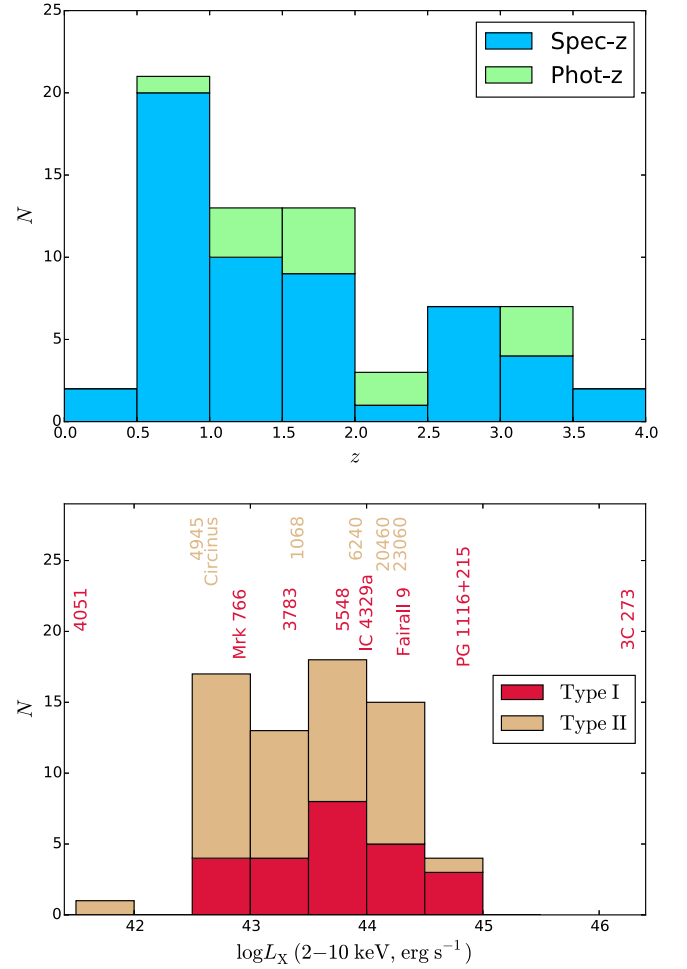 25
20
15
10
5
0
N
Spec-z
Phot-z
0.0 0.5 1.0 1.5 2.0 2.5 3.0 3.5 4.0
z
25
20
15
10
5
0
N
4945
Circinus
1068
6240
20460
23060
4051
Mrk 766
3783
5548
IC 4329a
Fairall 9
PG 1116+215
3C 273
Type I
Type II
42 43 44 45 46
logL_X (2−10 keV, erg s⁻¹)